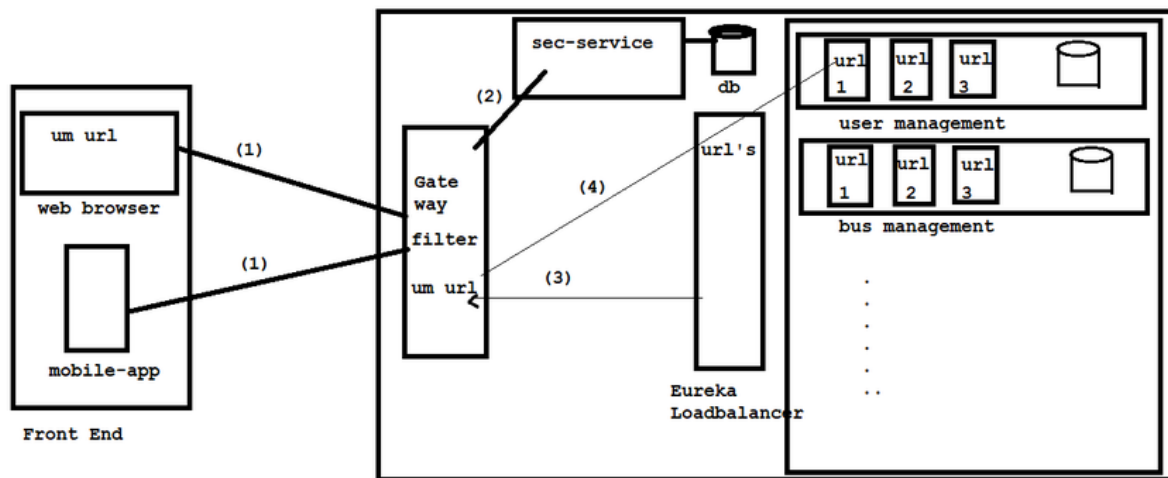 um url
web browser
mobile-app
Front End
(1)
(1)
Gate
way
filter
um url
(2)
sec-service
db
(3)
(4)
url's
Eureka
Loadbalancer
url
1
url
2
url
3
user management
url
1
url
2
url
3
bus management